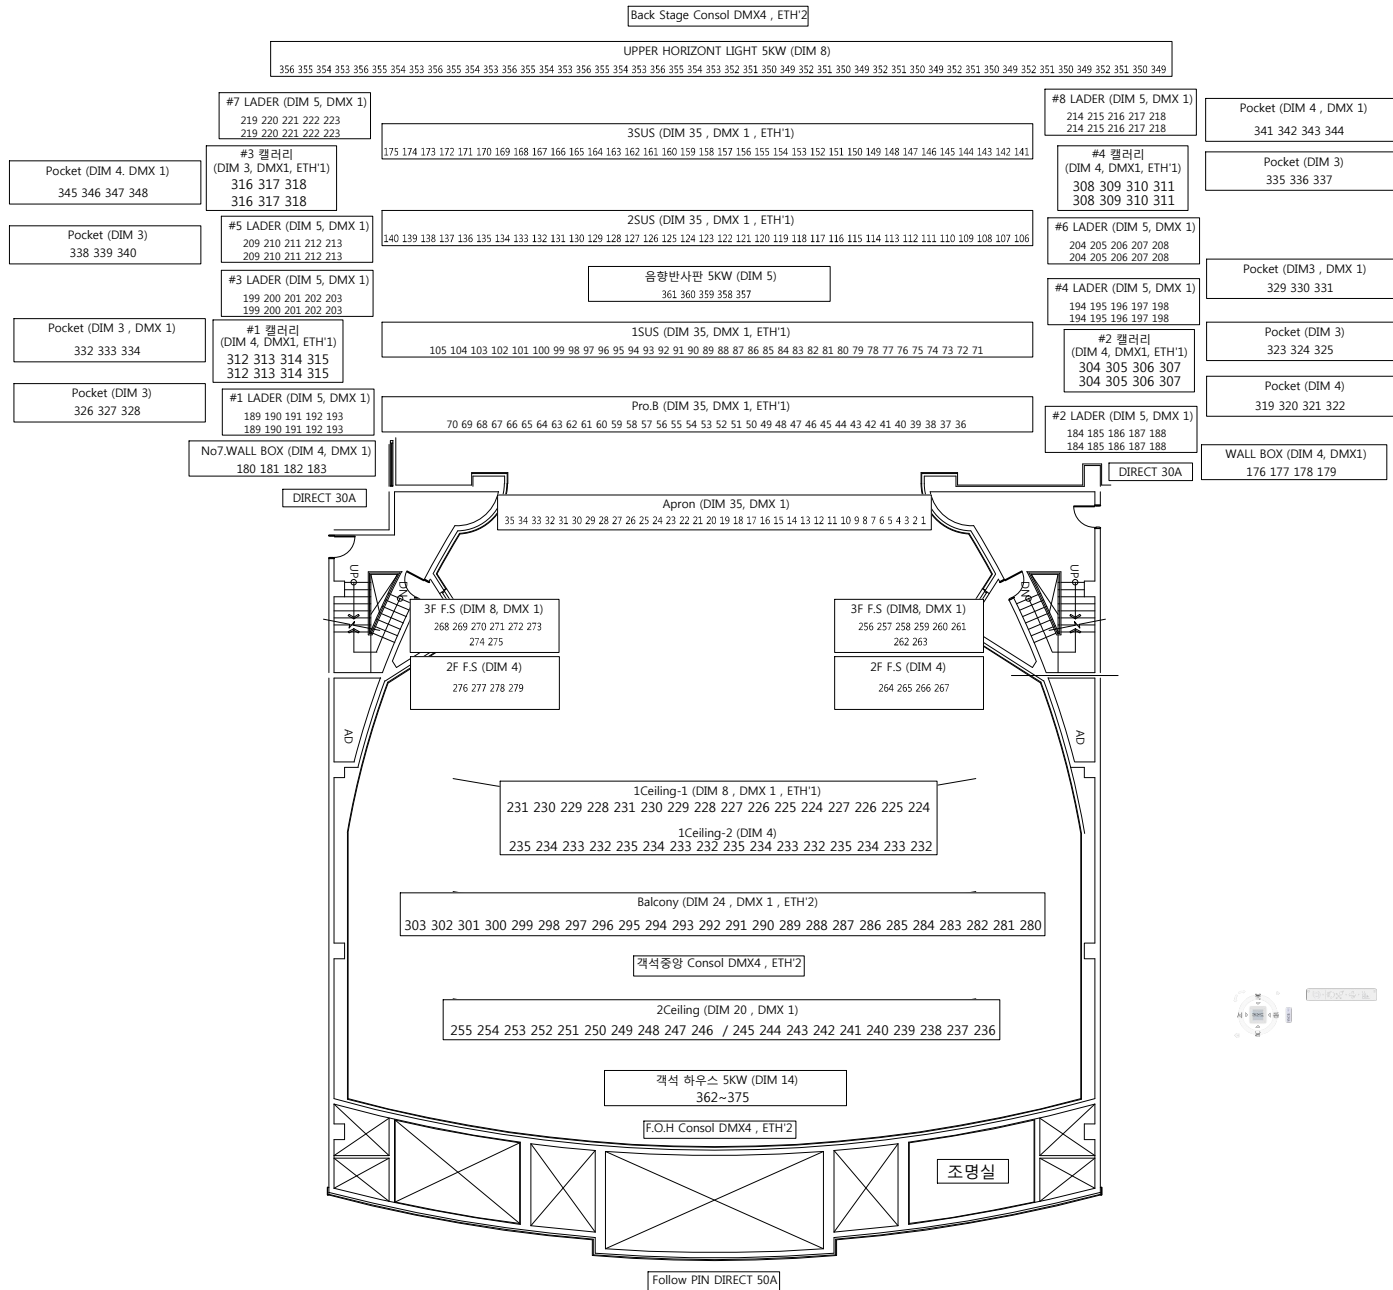 Back Stage Consol DMX4 , ETH'2
UPPER HORIZONT LIGHT 5KW (DIM 8)
356 355 354 353 356 355 354 353 356 355 354 353 356 355 354 353 356 355 354 353 356 355 354 353 352 351 350 349 352 351 350 349 352 351 350 349 352 351 350 349 352 351 350 349 352 351 350 349
#7 LADER (DIM 5, DMX 1)
219 220 221 222 223
219 220 221 222 223
#8 LADER (DIM 5, DMX 1)
214 215 216 217 218
214 215 216 217 218
Pocket (DIM 4 , DMX 1)
341 342 343 344
3SUS (DIM 35 , DMX 1 , ETH'1)
175 174 173 172 171 170 169 168 167 166 165 164 163 162 161 160 159 158 157 156 155 154 153 152 151 150 149 148 147 146 145 144 143 142 141
#3 캘러리
(DIM 3, DMX1, ETH'1)
316 317 318
316 317 318
#4 캘러리
(DIM 4, DMX1, ETH'1)
308 309 310 311
308 309 310 311
Pocket (DIM 4. DMX 1)
345 346 347 348
Pocket (DIM 3)
335 336 337
2SUS (DIM 35 , DMX 1 , ETH'1)
140 139 138 137 136 135 134 133 132 131 130 129 128 127 126 125 124 123 122 121 120 119 118 117 116 115 114 113 112 111 110 109 108 107 106
#5 LADER (DIM 5, DMX 1)
209 210 211 212 213
209 210 211 212 213
#6 LADER (DIM 5, DMX 1)
204 205 206 207 208
204 205 206 207 208
Pocket (DIM 3)
338 339 340
음향반사판 5KW (DIM 5)
361 360 359 358 357
Pocket (DIM3 , DMX 1)
329 330 331
#3 LADER (DIM 5, DMX 1)
199 200 201 202 203
199 200 201 202 203
#4 LADER (DIM 5, DMX 1)
194 195 196 197 198
194 195 196 197 198
Pocket (DIM 3 , DMX 1)
332 333 334
#1 캘러리
(DIM 4, DMX1, ETH'1)
312 313 314 315
312 313 314 315
1SUS (DIM 35, DMX 1, ETH'1)
105 104 103 102 101 100 99 98 97 96 95 94 93 92 91 90 89 88 87 86 85 84 83 82 81 80 79 78 77 76 75 74 73 72 71
#2 캘러리
(DIM 4, DMX1, ETH'1)
304 305 306 307
304 305 306 307
Pocket (DIM 3)
323 324 325
Pocket (DIM 3)
326 327 328
#1 LADER (DIM 5, DMX 1)
189 190 191 192 193
189 190 191 192 193
Pro.B (DIM 35, DMX 1, ETH'1)
70 69 68 67 66 65 64 63 62 61 60 59 58 57 56 55 54 53 52 51 50 49 48 47 46 45 44 43 42 41 40 39 38 37 36
#2 LADER (DIM 5, DMX 1)
184 185 186 187 188
184 185 186 187 188
Pocket (DIM 4)
319 320 321 322
No7.WALL BOX (DIM 4, DMX 1)
180 181 182 183
WALL BOX (DIM 4, DMX1)
176 177 178 179
DIRECT 30A
DIRECT 30A
Apron (DIM 35, DMX 1)
35 34 33 32 31 30 29 28 27 26 25 24 23 22 21 20 19 18 17 16 15 14 13 12 11 10 9 8 7 6 5 4 3 2 1
UP
DN
DN
UP
3F F.S (DIM 8, DMX 1)
268 269 270 271 272 273
274 275
3F F.S (DIM8, DMX 1)
256 257 258 259 260 261
262 263
2F F.S (DIM 4)
276 277 278 279
2F F.S (DIM 4)
264 265 266 267
AD
AD
1Ceiling-1 (DIM 8 , DMX 1 , ETH'1)
231 230 229 228 231 230 229 228 227 226 225 224 227 226 225 224
1Ceiling-2 (DIM 4)
235 234 233 232 235 234 233 232 235 234 233 232 235 234 233 232
Balcony (DIM 24 , DMX 1 , ETH'2)
303 302 301 300 299 298 297 296 295 294 293 292 291 290 289 288 287 286 285 284 283 282 281 280
객석중앙 Consol DMX4 , ETH'2
2Ceiling (DIM 20 , DMX 1)
255 254 253 252 251 250 249 248 247 246 / 245 244 243 242 241 240 239 238 237 236
객석 하우스 5KW (DIM 14)
362~375
F.O.H Consol DMX4 , ETH'2
조명실
Follow PIN DIRECT 50A